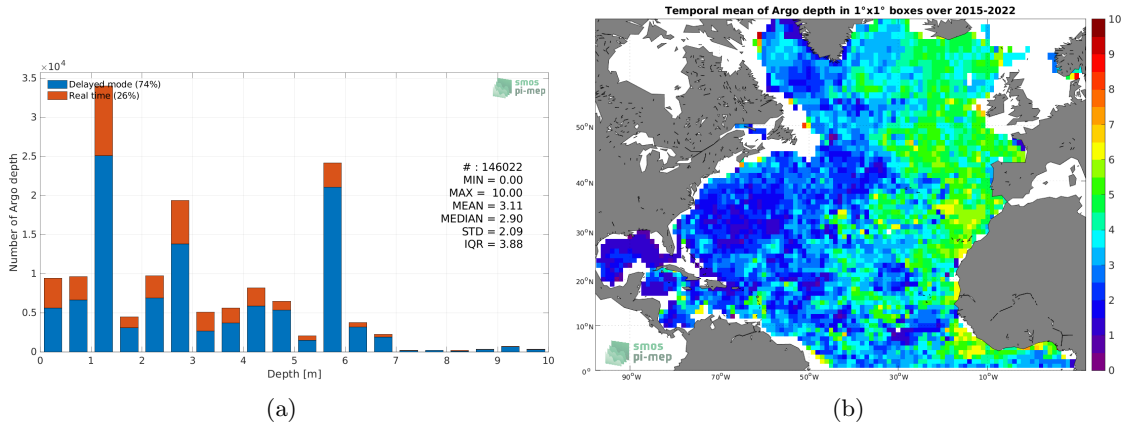 ×10⁴
3.5
3
2.5
2
1.5
1
0.5
0
Number of Argo depth
Delayed mode (74%)
Real time (26%)
smos
pi-mep
# : 146022
MIN = 0.00
MAX = 10.00
MEAN = 3.11
MEDIAN = 2.90
STD = 2.09
IQR = 3.88
0 1 2 3 4 5 6 7 8 9 10
Depth [m]
(a)
Temporal mean of Argo depth in 1°x1° boxes over 2015-2022
50°N
40°N
30°N
20°N
10°N
0°
90°W 70°W 50°W 30°W 10°W
smos
pi-mep
10
9
8
7
6
5
4
3
2
1
0
(b)